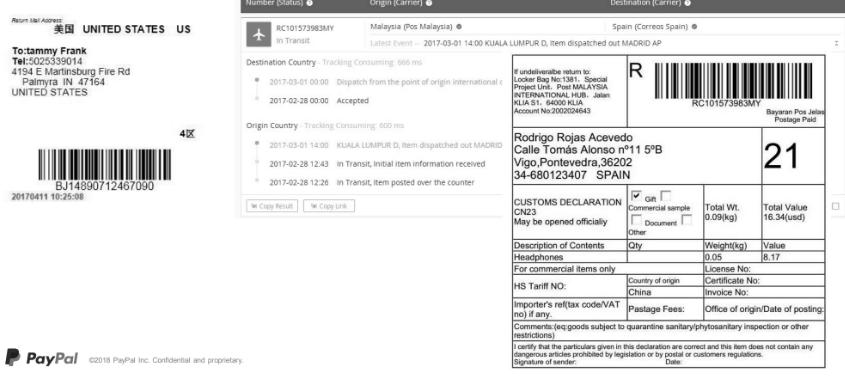 Return Mail Address:
美国 UNITED STATES US
To:tammy Frank
Tel:5025339014
4194 E Martinsburg Fire Rd
Palmyra IN 47164
UNITED STATES
4区
BJ14890712467090
20170411 10:25:08
Number (Status) Origin (Carrier) Destination (Carrier)
RC101573983MY Malaysia (Pos Malaysia) Spain (Correos Spain)
In Transit Latest Event -- 2017-03-01 14:00 KUALA LUMPUR D, Item dispatched out MADRID AP
Destination Country - Tracking Consuming: 666 ms
2017-03-01 00:00 Dispatch from the point of origin international
2017-02-28 00:00 Accepted
Origin Country - Tracking Consuming: 600 ms
2017-03-01 14:00 KUALA LUMPUR D, Item dispatched out MADRID
2017-02-28 12:43 In Transit, Initial item information received
2017-02-28 12:26 In Transit, Item posted over the counter
Copy Result Copy Link
If undeliveralbe return to:
Locker Bag No:1381, Special
Project Unit, Post MALAYSIA
INTERNATIONAL HUB, Jalan
KLIA S1, 64000 KLIA
Account No:2002024643
R
RC101573983MY
Bayaran Pos Jelas
Postage Paid
Rodrigo Rojas Acevedo
Calle Tomás Alonso nº11 5ºB
Vigo,Pontevedra,36202
34-680123407 SPAIN
21
CUSTOMS DECLARATION
CN23
May be opened officially
Gift
Commercial sample
Document
Other
Total Wt.
0.09(kg)
Total Value
16.34(usd)
Description of Contents Qty Weight(kg) Value
Headphones 0.05 8.17
For commercial items only License No:
HS Tariff NO: Country of origin Certificate No:
China Invoice No:
Importer's ref(tax code/VAT no) if any. Pastage Fees: Office of origin/Date of posting:
Comments:(eq:goods subject to quarantine sanitary/phytosanitary inspection or other
restrictions)
I certify that the particulars given in this declaration are correct and this item does not contain any
dangerous articles prohibited by legislation or by postal or customers regulations.
Signature of sender: Date:
PayPal ©2018 PayPal Inc. Confidential and proprietary.